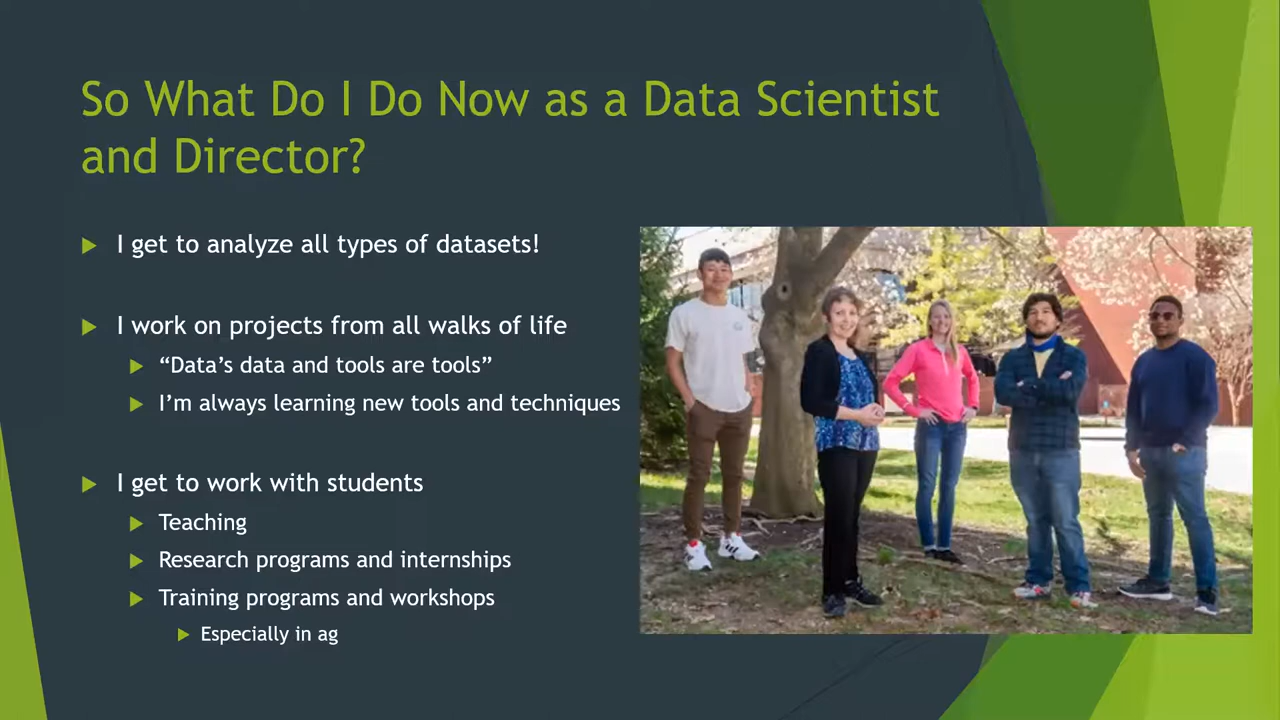 So What Do I Do Now as a Data Scientist
and Director?
I get to analyze all types of datasets!
I work on projects from all walks of life
“Data’s data and tools are tools”
I’m always learning new tools and techniques
I get to work with students
Teaching
Research programs and internships
Training programs and workshops
Especially in ag